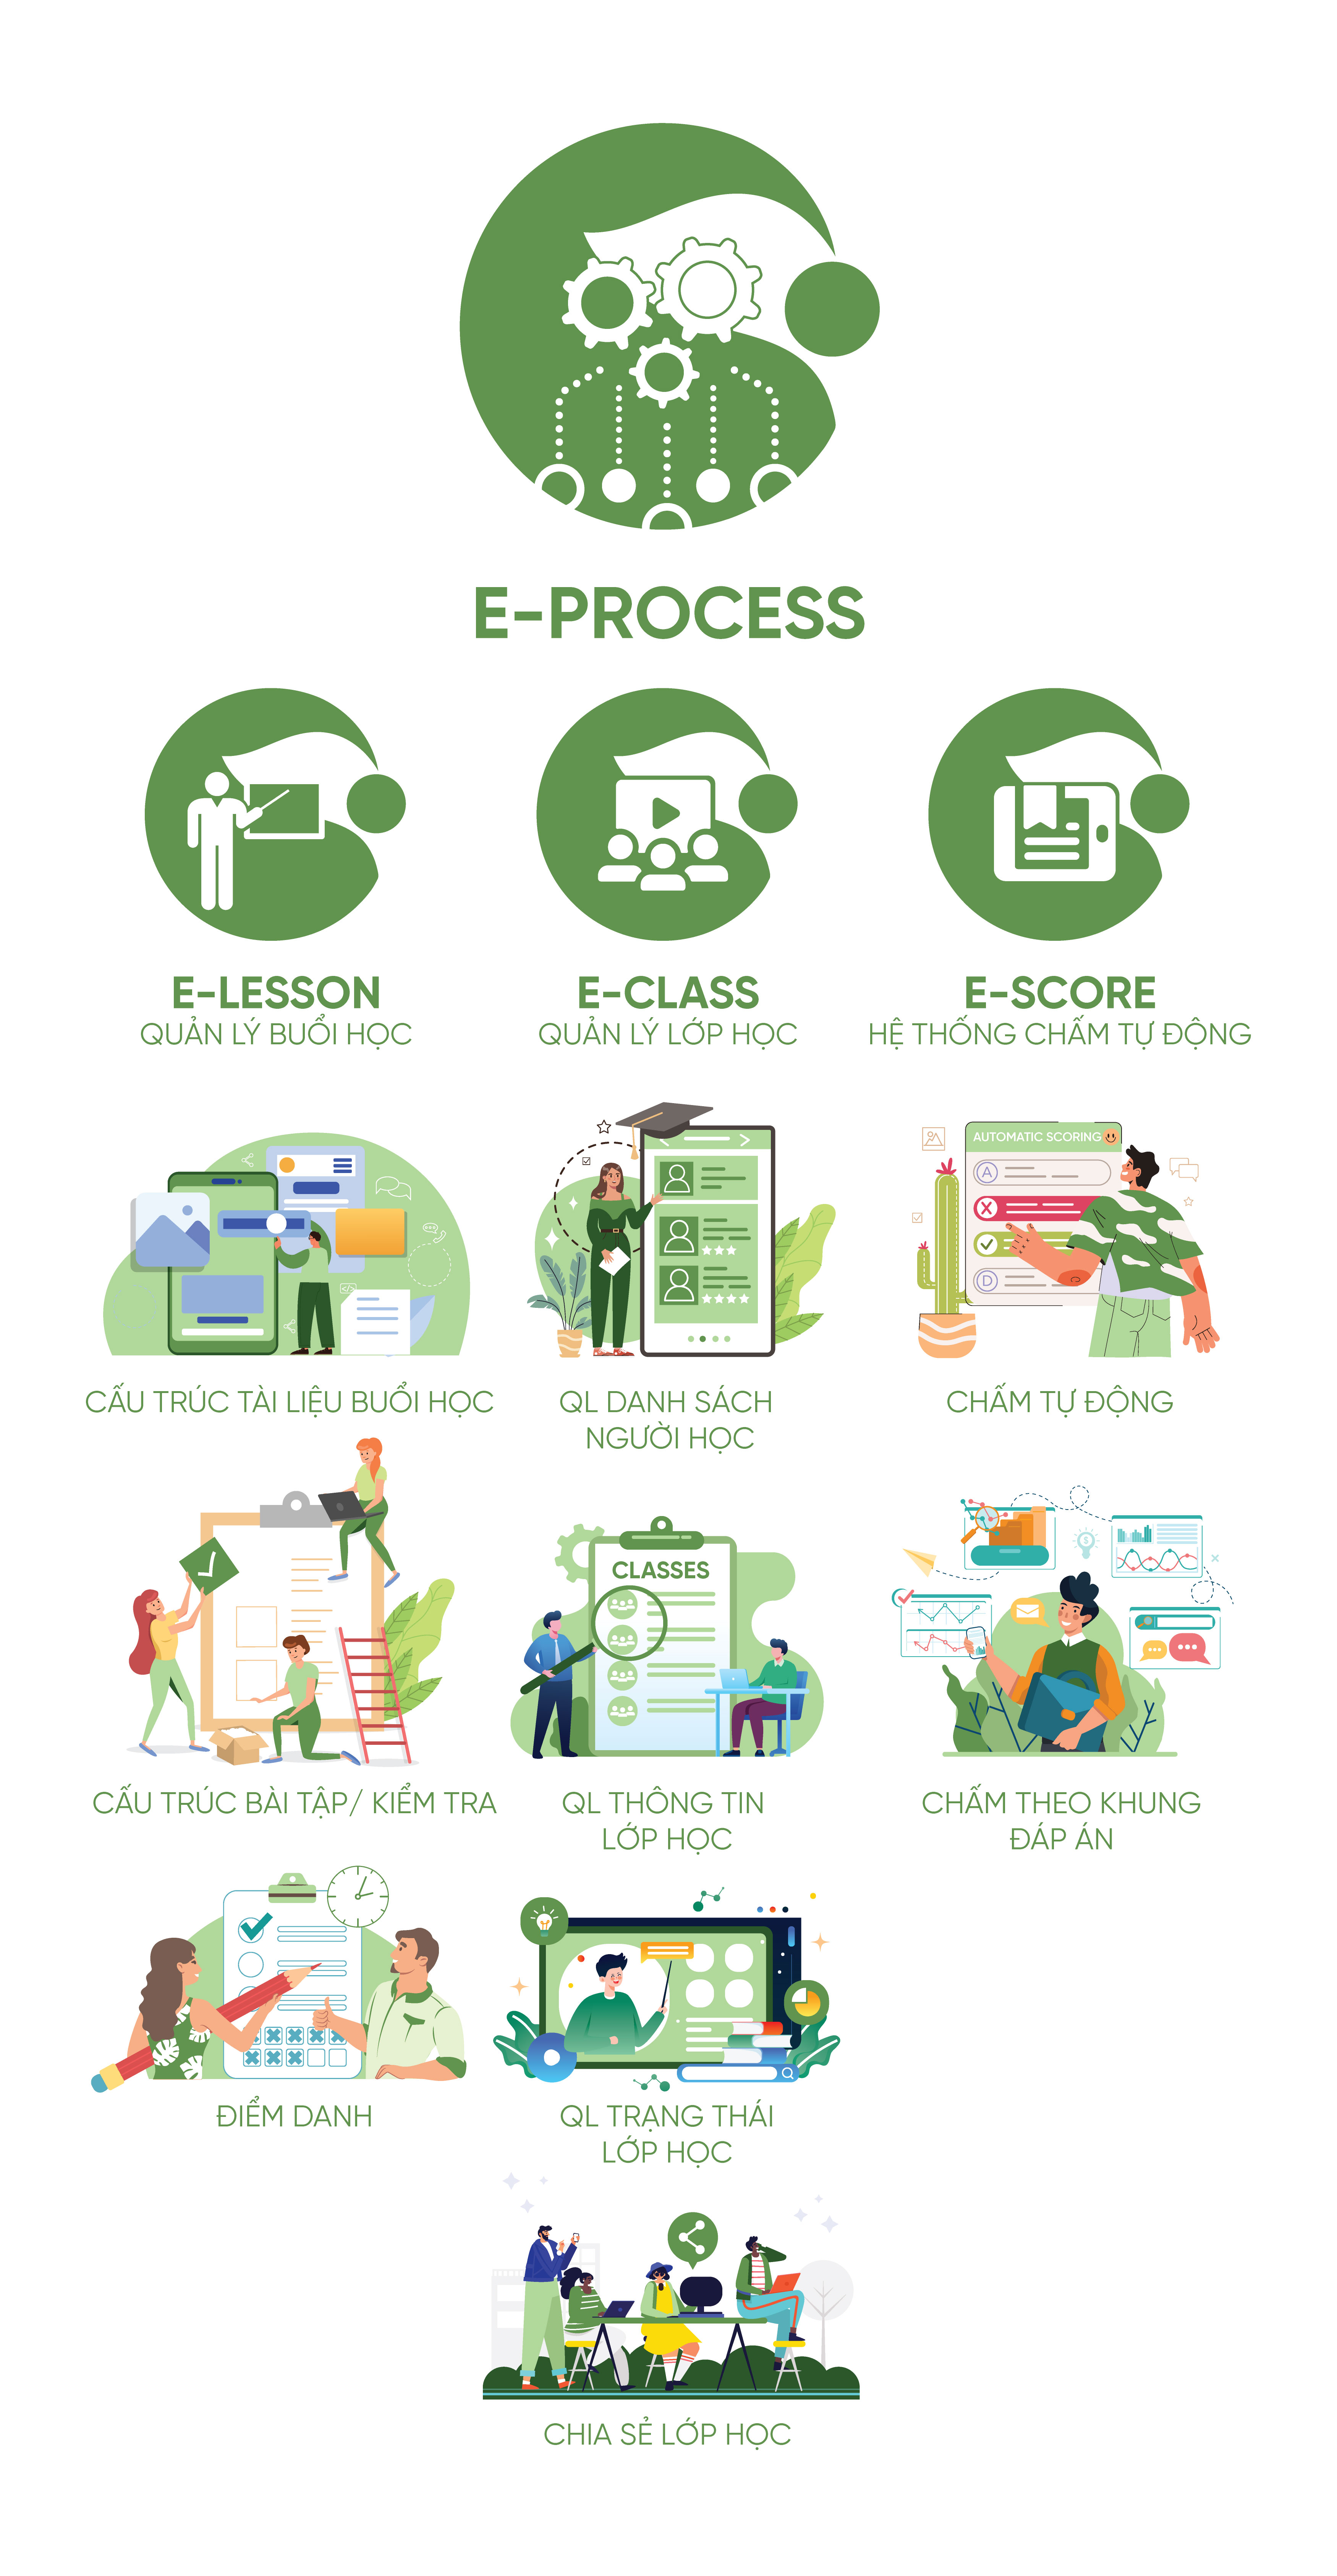 E-PROCESS
E-LESSON
QUẢN LÝ BUỔI HỌC
E-CLASS
QUẢN LÝ LỚP HỌC
E-SCORE
HỆ THỐNG CHẤM TỰ ĐỘNG
AUTOMATIC SCORING
A
X
D
CẤU TRÚC TÀI LIỆU BUỔI HỌC
QL DANH SÁCH
NGƯỜI HỌC
CHẤM TỰ ĐỘNG
CLASSES
CẤU TRÚC BÀI TẬP/ KIỂM TRA
QL THÔNG TIN
LỚP HỌC
CHẤM THEO KHUNG
ĐÁP ÁN
ĐIỂM DANH
QL TRẠNG THÁI
LỚP HỌC
CHIA SẺ LỚP HỌC